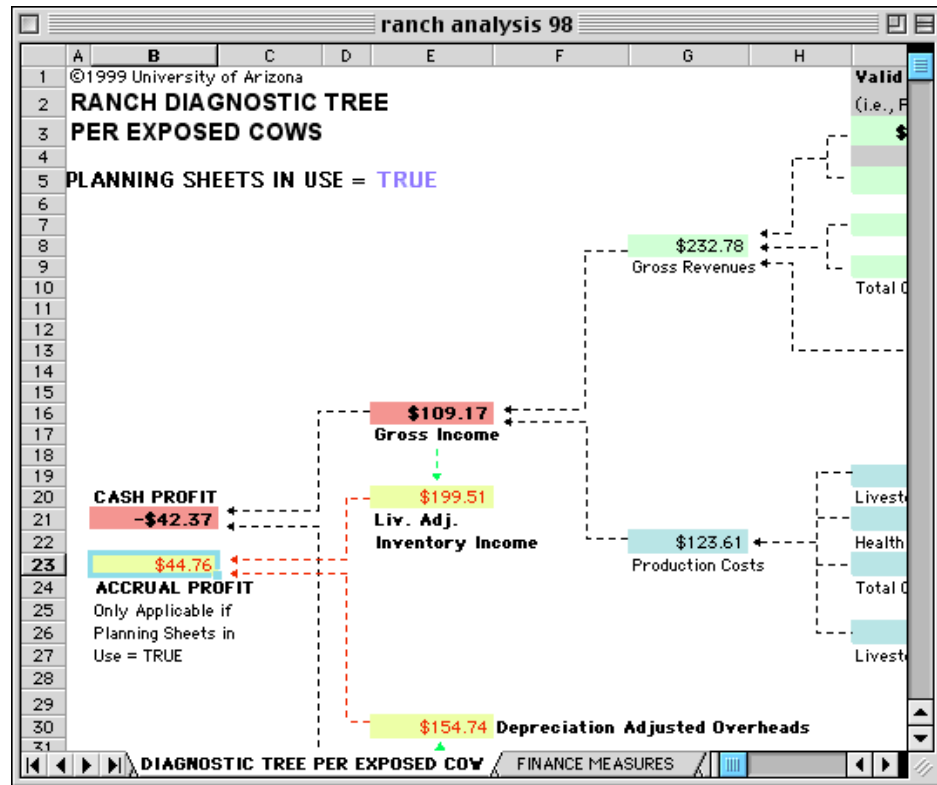 ranch analysis 98
A B C D E F G H
1 ©1999 University of Arizona Valid
2 RANCH DIAGNOSTIC TREE (i.e., F
3 PER EXPOSED COWS $
4
5 PLANNING SHEETS IN USE = TRUE
6
7
8 $232.78
9 Gross Revenues
10 Total C
11
12
13
14
15
16 $109.17
17 Gross Income
18
19
20 CASH PROFIT $199.51 Livest
21 -$42.37 Liv. Adj.
22 Inventory Income $123.61 Health
23 $44.76 Production Costs
24 ACCRUAL PROFIT Total C
25 Only Applicable if
26 Planning Sheets in
27 Use = TRUE Livest
28
29
30 $154.74 Depreciation Adjusted Overheads
31
DIAGNOSTIC TREE PER EXPOSED COW FINANCE MEASURES